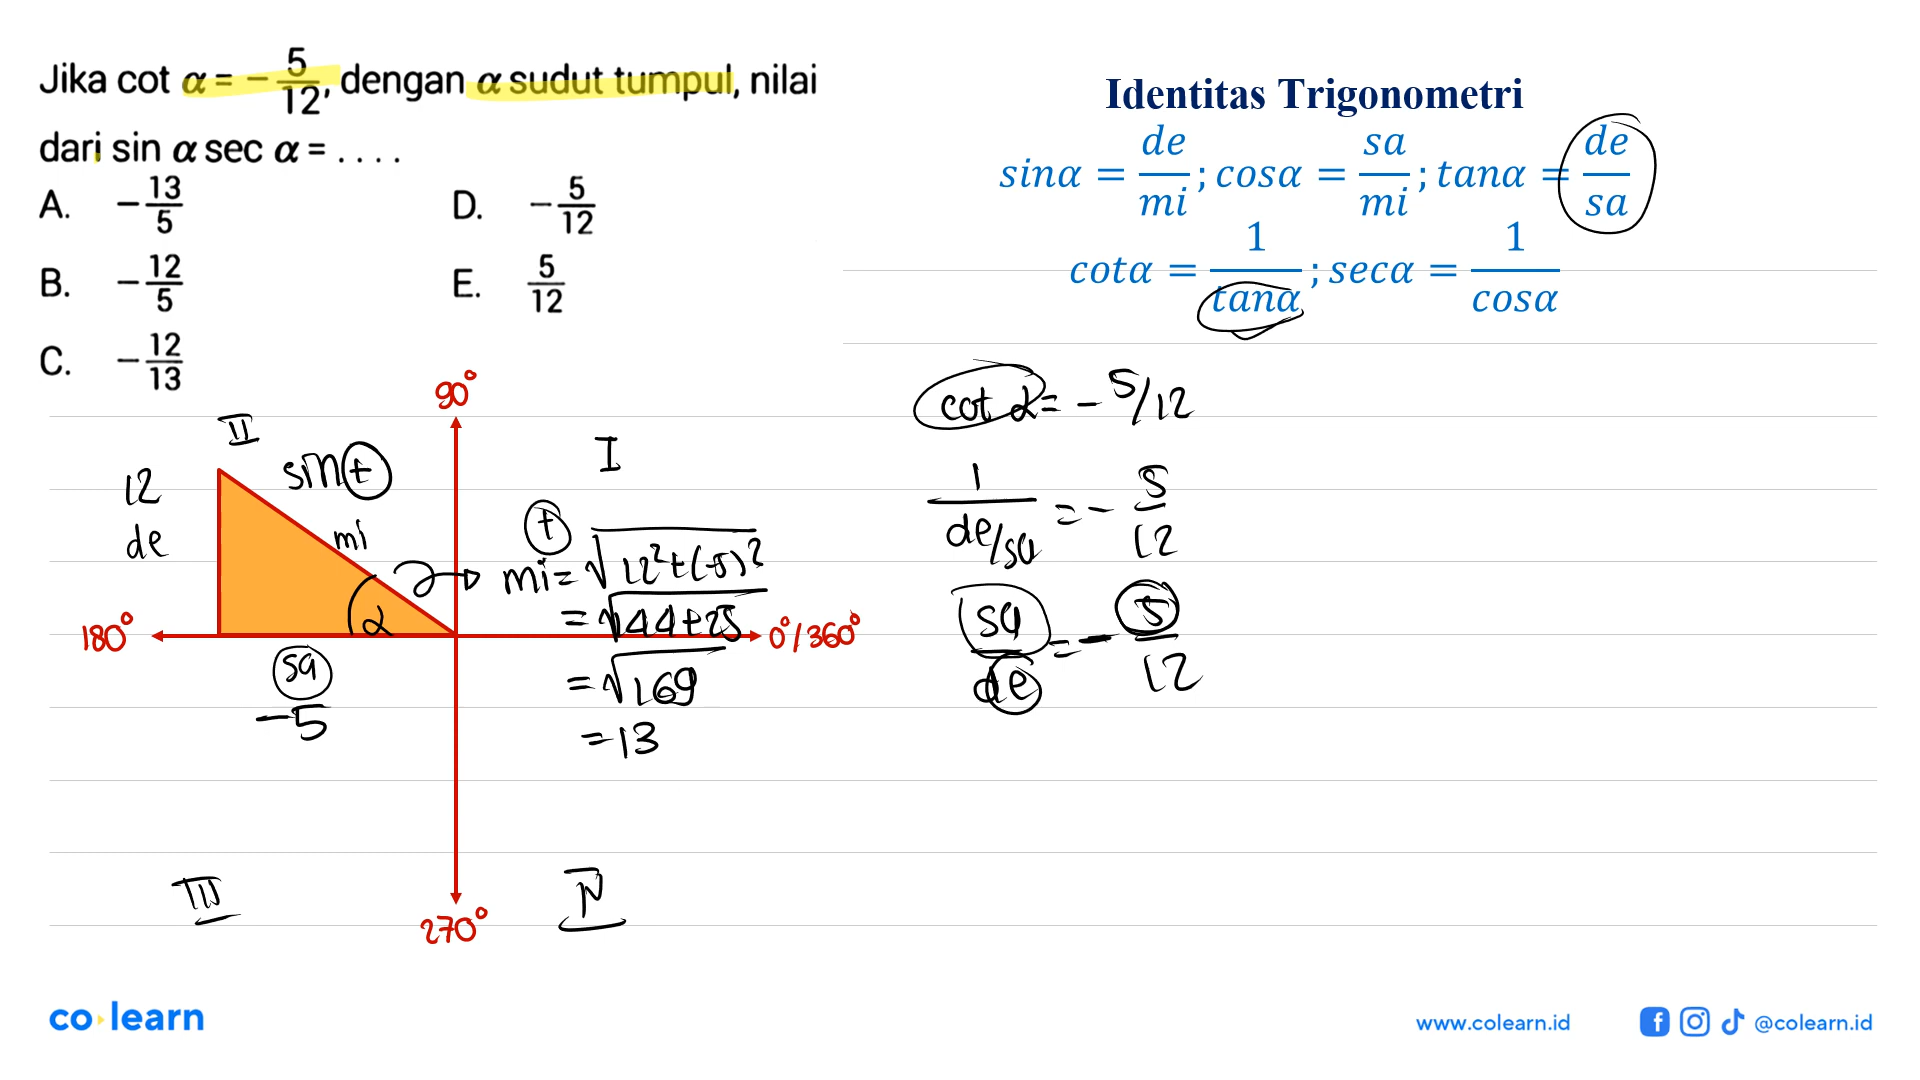 Jika cot α = - 5/12, dengan α sudut tumpul, nilai
dari sin α sec α = . . . .
A. - 13/5
B. - 12/5
C. - 12/13
D. - 5/12
E. 5/12
Identitas Trigonometri
sinα = de/mi ; cosα = sa/mi ; tanα = de/sa
cotα = 1/tanα ; secα = 1/cosα
cot α = - 5/12
1/(de/sa) = - 5/12
sa/de = - 5/12
90°
II
I
sin +
12
de
mi
α
+
mi = √12² + (-5)²
= √144 + 25
= √169
= 13
180°
0°/360°
sa
-5
III
IV
270°
co learn
www.colearn.id
@colearn.id